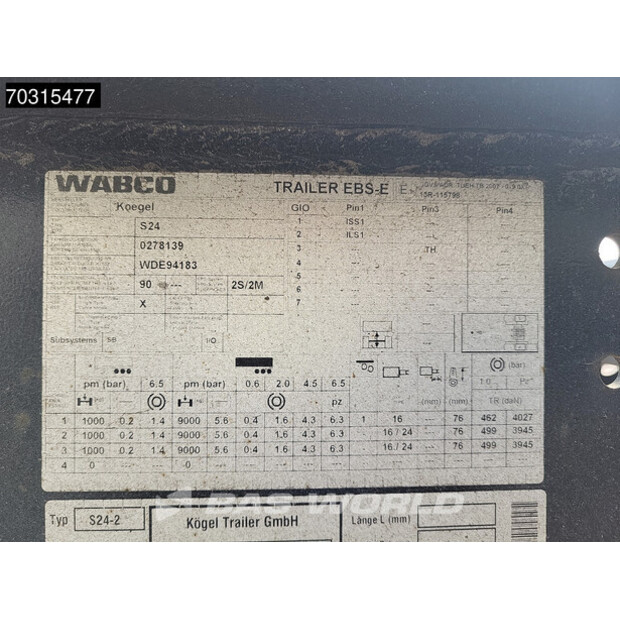 70315477
WABCO TRAILER EBS-E E
Koegel GIO Pin1 Pin3 Pin4
S24 1 ISS1 --- ---
0278139 2 ILS1 --- ---
3 --- TH ---
WDE94183 4 --- --- ---
90 --- 2S/2M 5 --- --- ---
6 --- --- ---
X 7 --- --- ---
Subsystems SB I/O
pm (bar) 6.5 pm (bar) 0.6 2.0 4.5 6.5 (bar)
1.0 Pz
pz (mm) (mm) TR (daN)
1 1000 0.2 1.4 9000 5.6 0.4 1.6 4.3 6.3 1 16 --- 76 462 4027
2 1000 0.2 1.4 9000 5.6 0.4 1.6 4.3 6.3 16 / 24 --- 76 499 3945
3 1000 0.2 1.4 9000 5.6 0.4 1.6 4.3 6.3 16 / 24 --- 76 499 3945
4 0 --- --- 0 --- --- --- --- ---
BAS WORLD
Typ S24-2 Kögel Trailer GmbH Länge L (mm)